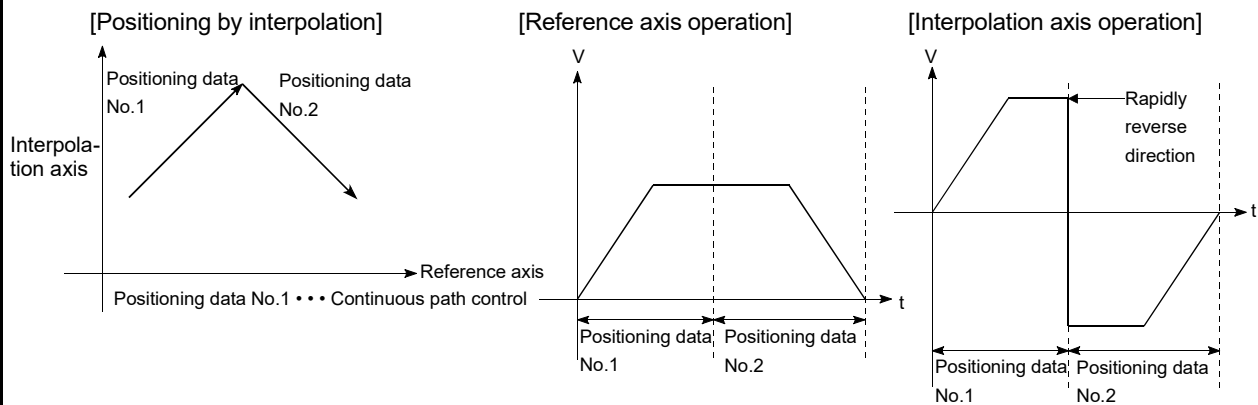 [Positioning by interpolation]
Positioning data
No.1
Positioning data
No.2
Interpola-
tion axis
Reference axis
Positioning data No.1 • • • Continuous path control
[Reference axis operation]
V
t
Positioning data
No.1
Positioning data
No.2
[Interpolation axis operation]
V
Rapidly
reverse
direction
t
Positioning data
No.1
Positioning data
No.2